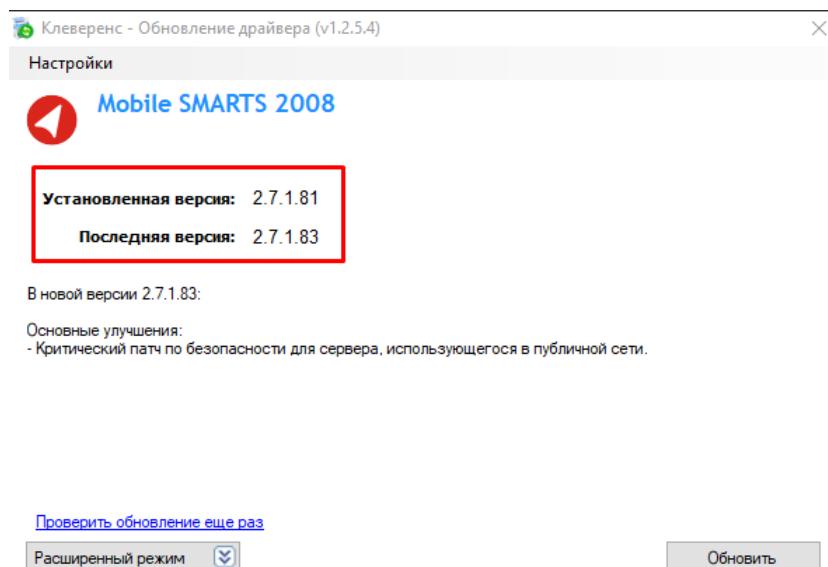 Клеверенс - Обновление драйвера (v1.2.5.4)
Настройки
Mobile SMARTS 2008
Установленная версия: 2.7.1.81
Последняя версия: 2.7.1.83
В новой версии 2.7.1.83:
Основные улучшения:
- Критический патч по безопасности для сервера, использующегося в публичной сети.
Проверить обновление еще раз
Расширенный режим
Обновить